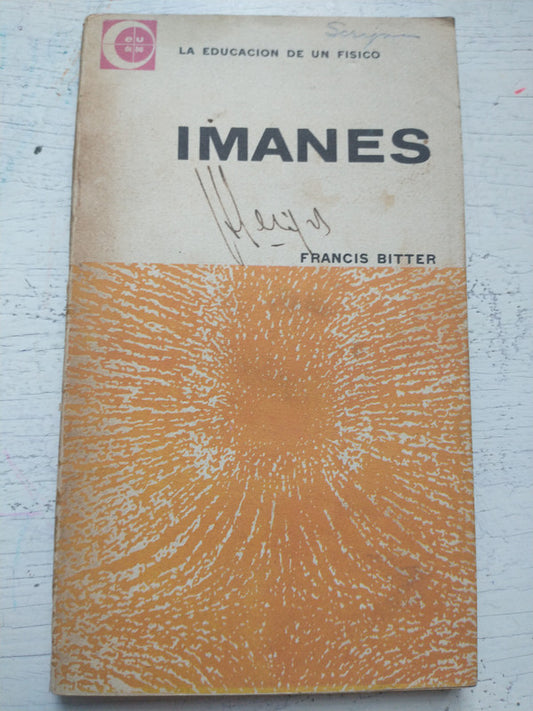 LA EDUCACION DE UN FISICO
IMANES
FRANCIS BITTER